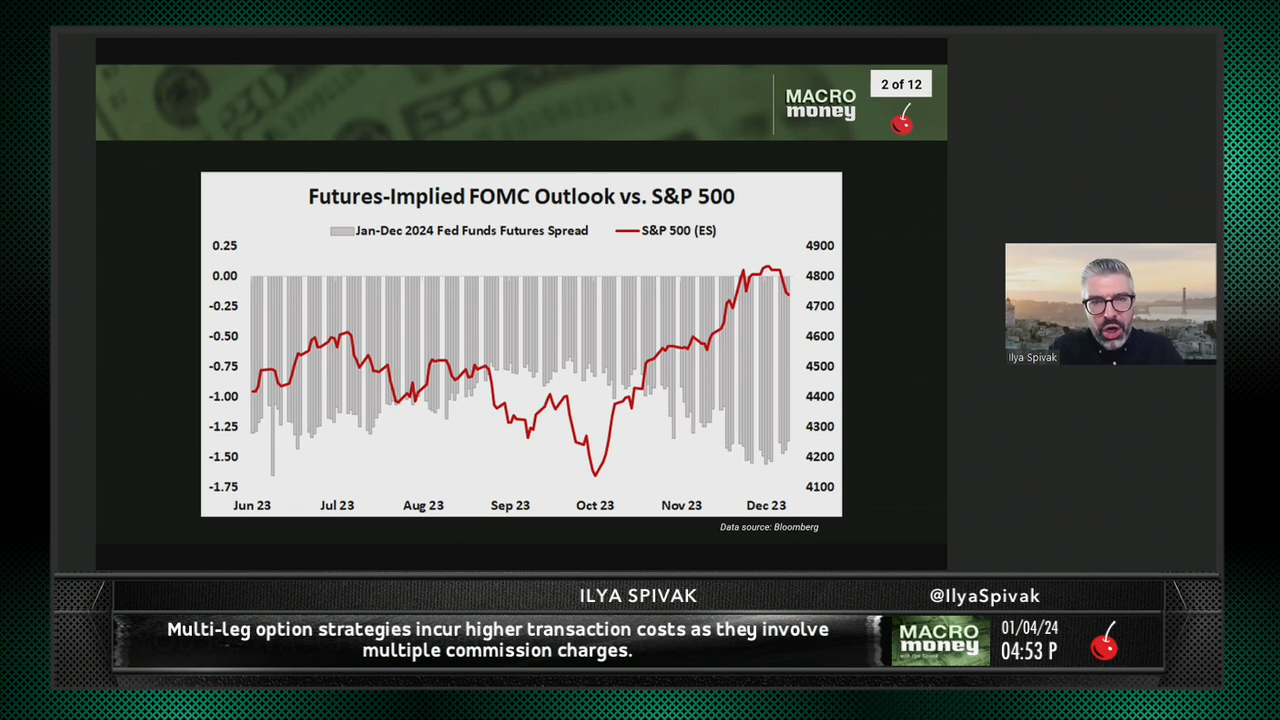 2 of 12
MACRO
money
Futures-Implied FOMC Outlook vs. S&P 500
Jan-Dec 2024 Fed Funds Futures Spread
S&P 500 (ES)
0.25
0.00
-0.25
-0.50
-0.75
-1.00
-1.25
-1.50
-1.75
4900
4800
4700
4600
4500
4400
4300
4200
4100
Jun 23 Jul 23 Aug 23 Sep 23 Oct 23 Nov 23 Dec 23
Data source: Bloomberg
Ilya Spivak
ILYA SPIVAK
@IlyaSpivak
Multi-leg option strategies incur higher transaction costs as they involve
multiple commission charges.
MACRO
money
with Ilya Spivak
01/04/24
04:53 P